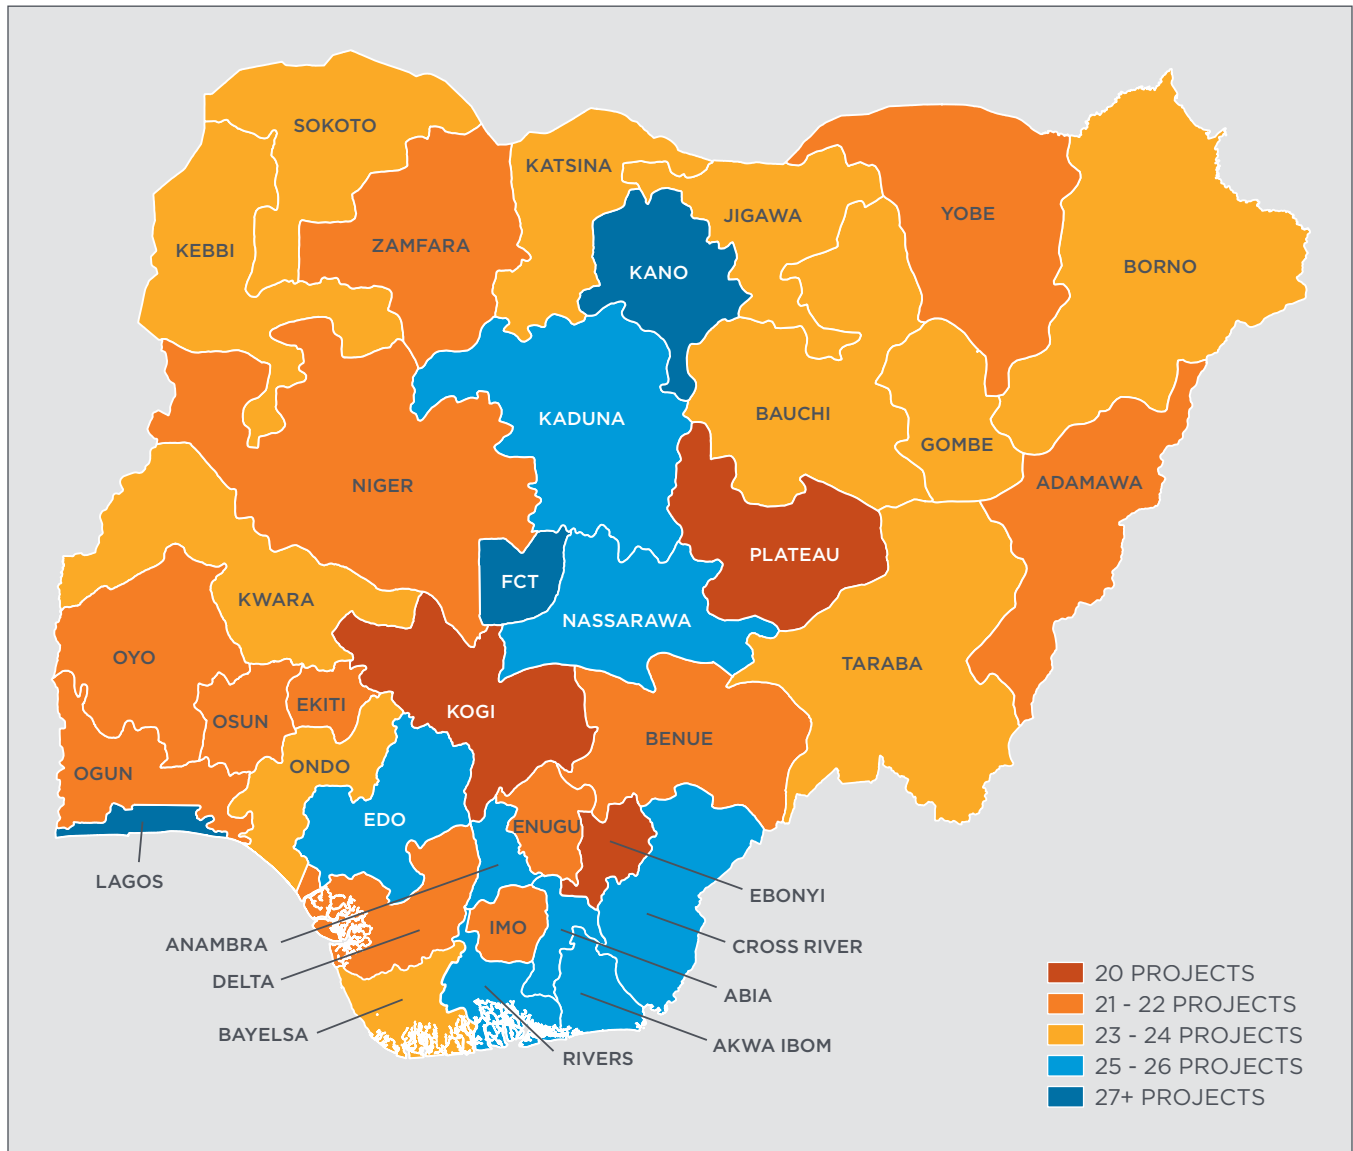 SOKOTO
KATSINA
KEBBI
ZAMFARA
JIGAWA
YOBE
KANO
BORNO
KADUNA
BAUCHI
GOMBE
NIGER
ADAMAWA
FCT
PLATEAU
KWARA
NASSARAWA
OYO
TARABA
OSUN
EKITI
KOGI
BENUE
OGUN
ONDO
EDO
ENUGU
LAGOS
EBONYI
IMO
ANAMBRA
CROSS RIVER
DELTA
ABIA
BAYELSA
AKWA IBOM
RIVERS
20 PROJECTS
21 - 22 PROJECTS
23 - 24 PROJECTS
25 - 26 PROJECTS
27+ PROJECTS